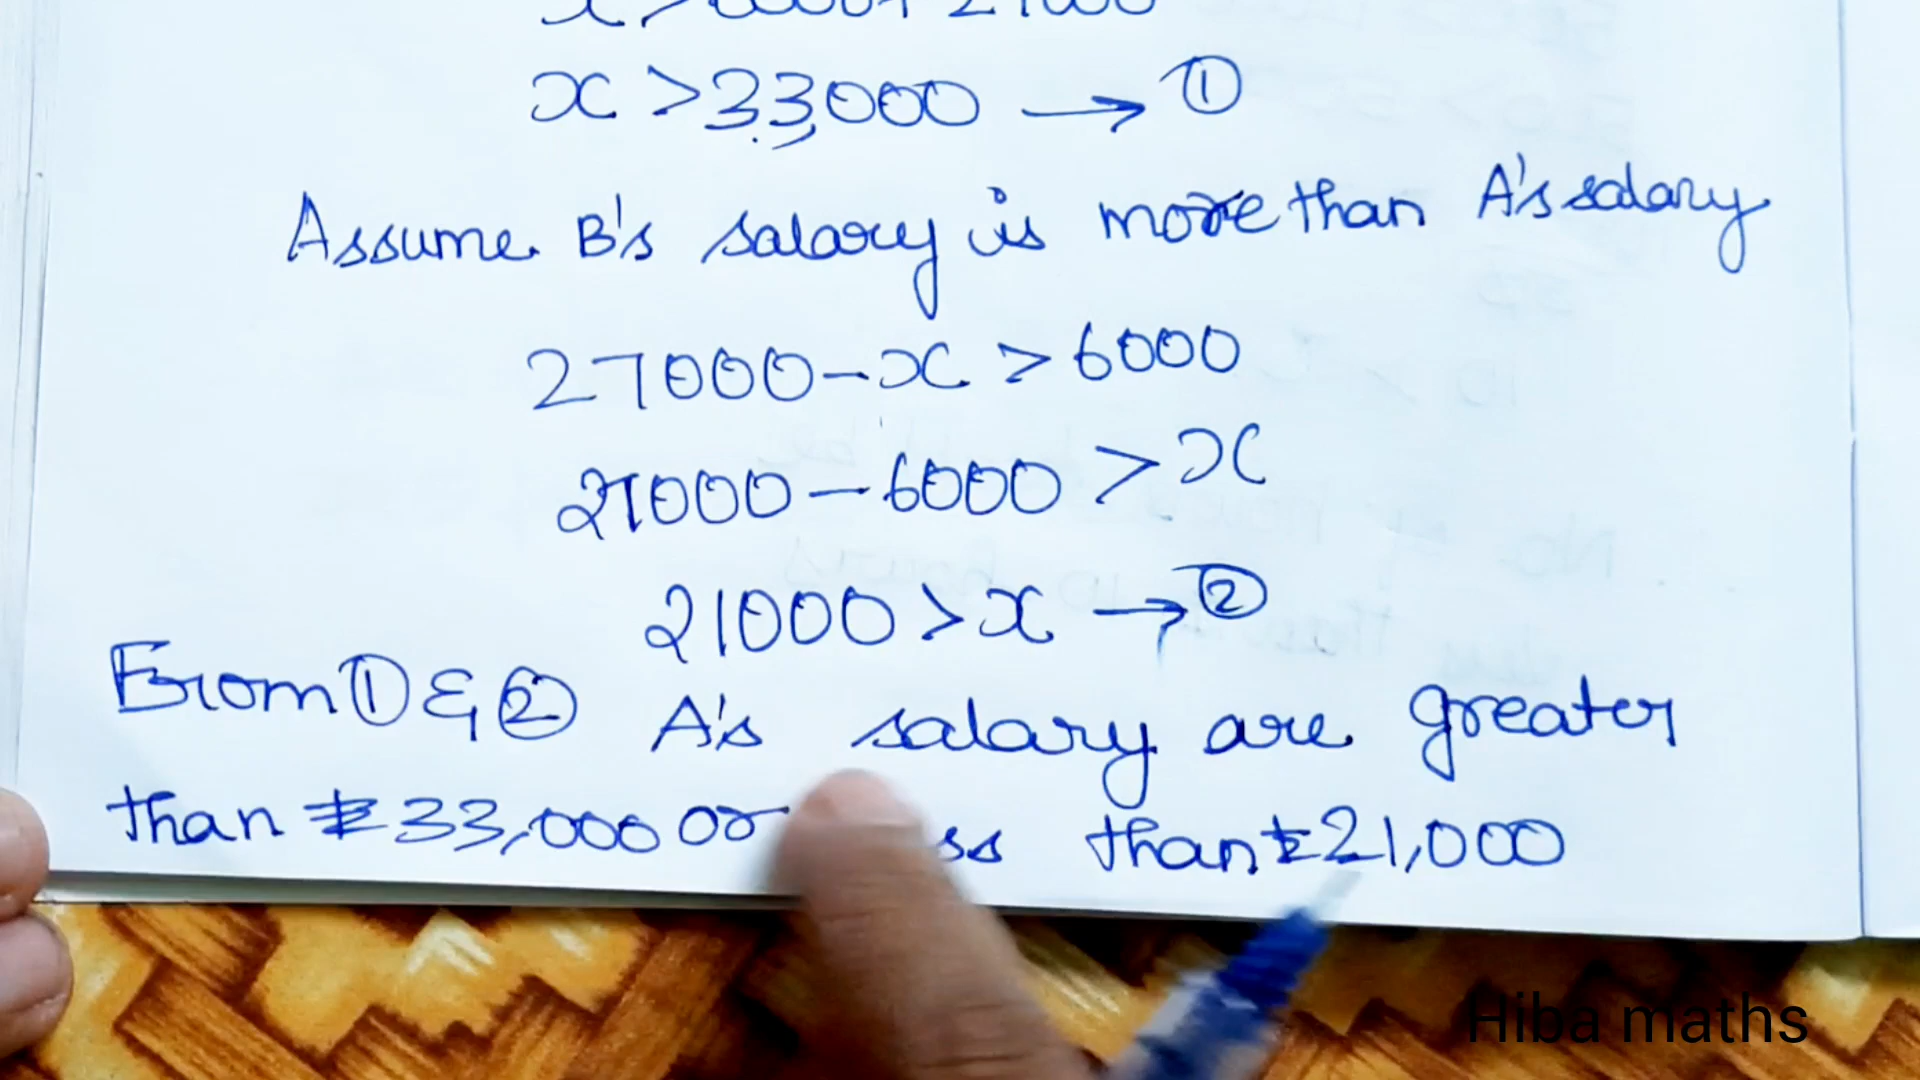 x > 33,000 → ①
Assume B's salary is more than A's salary
27000 - x > 6000
27000 - 6000 > x
21000 > x → ②
From ① & ② A's salary are greater
than ₹33,000 or than ₹21,000
Hiba maths